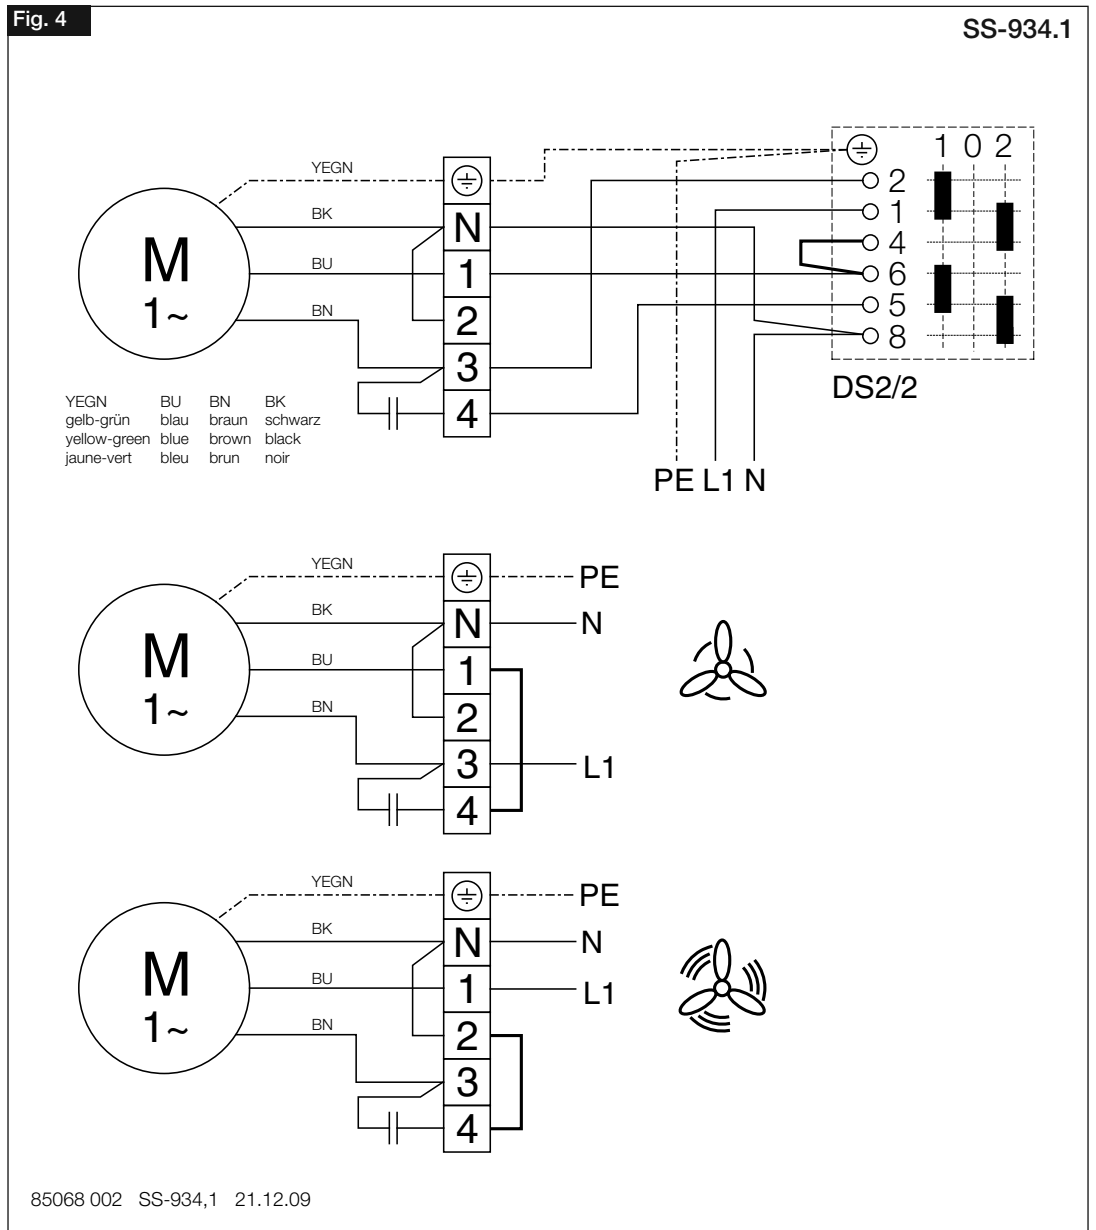 Fig. 4
SS-934.1
1 0 2
YEGN
2
BK
N
1
M
4
BU
1
6
1~
BN
2
5
8
3
DS2/2
4
YEGN BU BN BK
gelb-grün blau braun schwarz
yellow-green blue brown black
jaune-vert bleu brun noir
PE L1 N
YEGN
PE
BK
N
N
M
BU
1
1~
BN
2
3
L1
4
YEGN
PE
BK
N
N
M
BU
1
L1
1~
BN
2
3
4
85068 002 SS-934,1 21.12.09